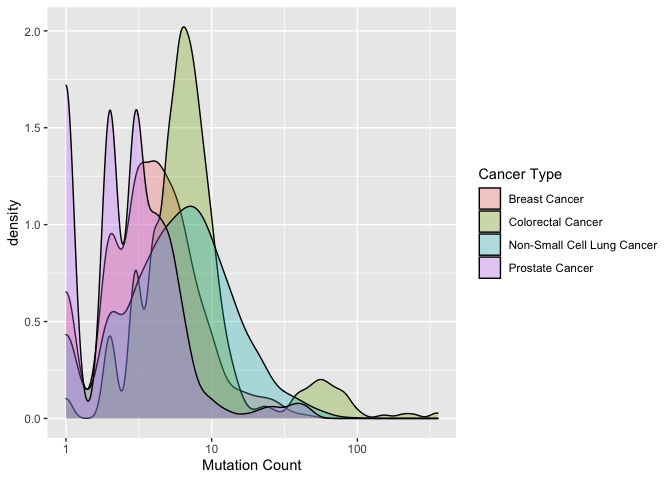 2.0
1.5
1.0
0.5
0.0
density
1
10
100
Mutation Count
Cancer Type
Breast Cancer
Colorectal Cancer
Non-Small Cell Lung Cancer
Prostate Cancer